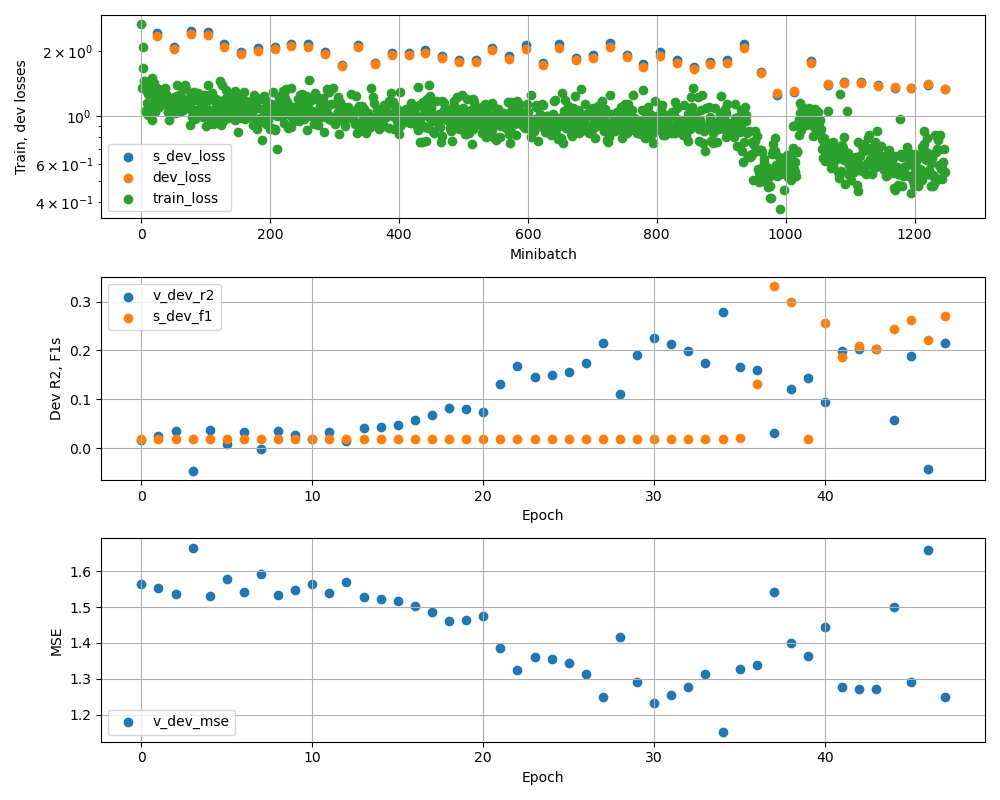 Train, dev losses
2 × 10⁰
10⁰
6 × 10⁻¹
4 × 10⁻¹
s_dev_loss
dev_loss
train_loss
0 200 400 600 800 1000 1200
Minibatch
Dev R2, F1s
0.3
0.2
0.1
0.0
v_dev_r2
s_dev_f1
0 10 20 30 40
Epoch
MSE
1.6
1.5
1.4
1.3
1.2
v_dev_mse
0 10 20 30 40
Epoch